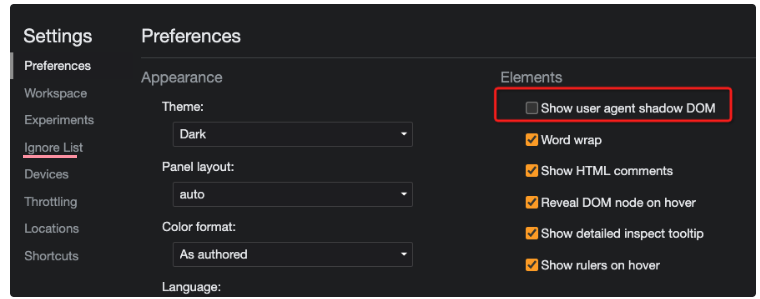 Settings
Preferences
Workspace
Experiments
Ignore List
Devices
Throttling
Locations
Shortcuts
Preferences
Appearance
Theme:
Dark
Panel layout:
auto
Color format:
As authored
Language:
Elements
Show user agent shadow DOM
Word wrap
Show HTML comments
Reveal DOM node on hover
Show detailed inspect tooltip
Show rulers on hover